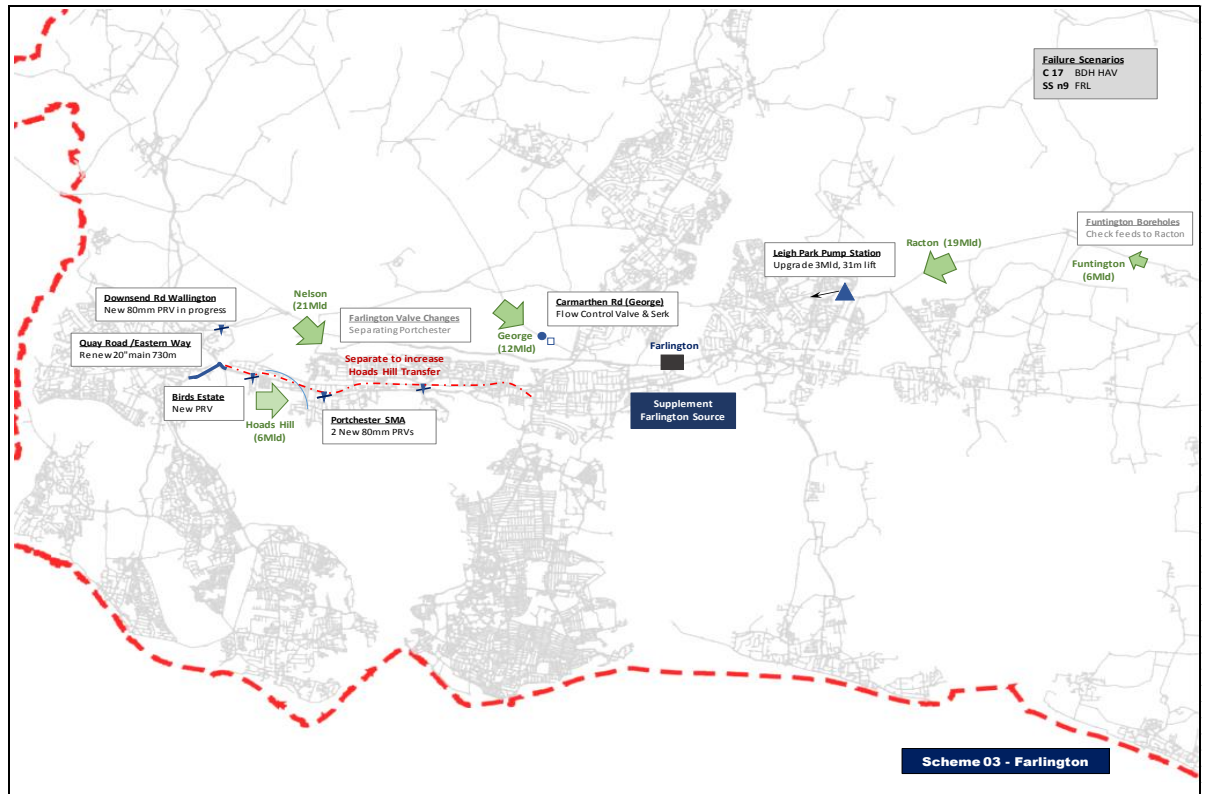 Failure Scenarios
C 17 BDH HAV
SS n9 FRL
Funtington Boreholes
Check feeds to Racton
Racton (19Mld)
Funtington
(6Mld)
Leigh Park Pump Station
Upgrade 3Mld, 31m lift
Downsend Rd Wallington
New 80mm PRV in progress
Nelson
(21Mld
Farlington Valve Changes
Separating Portchester
Carmarthen Rd (George)
Flow Control Valve & Serk
George
(12Mld)
Quay Road /Eastern Way
Renew 20"main 730m
Separate to increase
Hoads Hill Transfer
Farlington
Birds Estate
New PRV
Hoads Hill
(6Mld)
Portchester SMA
2 New 80mm PRVs
Supplement
Farlington Source
Scheme 03 - Farlington